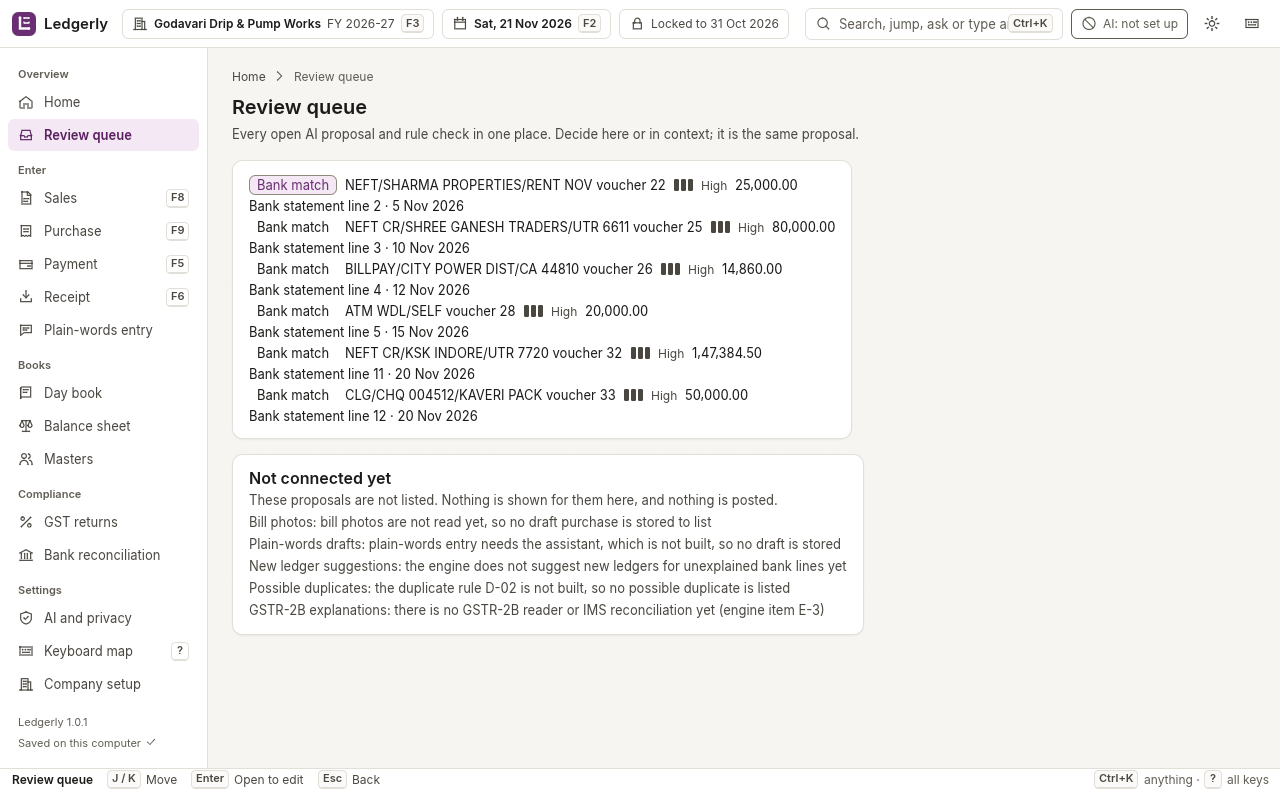 Ledgerly
Godavari Drip & Pump Works FY 2026-27 F3
Sat, 21 Nov 2026 F2
Locked to 31 Oct 2026
Search, jump, ask or type a Ctrl+K
AI: not set up
Overview
Home
Review queue
Enter
Sales F8
Purchase F9
Payment F5
Receipt F6
Plain-words entry
Books
Day book
Balance sheet
Masters
Compliance
GST returns
Bank reconciliation
Settings
AI and privacy
Keyboard map ?
Company setup
Ledgerly 1.0.1
Saved on this computer
Home Review queue
Review queue
Every open AI proposal and rule check in one place. Decide here or in context; it is the same proposal.
Bank match NEFT/SHARMA PROPERTIES/RENT NOV voucher 22 High 25,000.00
Bank statement line 2 · 5 Nov 2026
Bank match NEFT CR/SHREE GANESH TRADERS/UTR 6611 voucher 25 High 80,000.00
Bank statement line 3 · 10 Nov 2026
Bank match BILLPAY/CITY POWER DIST/CA 44810 voucher 26 High 14,860.00
Bank statement line 4 · 12 Nov 2026
Bank match ATM WDL/SELF voucher 28 High 20,000.00
Bank statement line 5 · 15 Nov 2026
Bank match NEFT CR/KSK INDORE/UTR 7720 voucher 32 High 1,47,384.50
Bank statement line 11 · 20 Nov 2026
Bank match CLG/CHQ 004512/KAVERI PACK voucher 33 High 50,000.00
Bank statement line 12 · 20 Nov 2026
Not connected yet
These proposals are not listed. Nothing is shown for them here, and nothing is posted.
Bill photos: bill photos are not read yet, so no draft purchase is stored to list
Plain-words drafts: plain-words entry needs the assistant, which is not built, so no draft is stored
New ledger suggestions: the engine does not suggest new ledgers for unexplained bank lines yet
Possible duplicates: the duplicate rule D-02 is not built, so no possible duplicate is listed
GSTR-2B explanations: there is no GSTR-2B reader or IMS reconciliation yet (engine item E-3)
Review queue J / K Move Enter Open to edit Esc Back
Ctrl+K anything · ? all keys